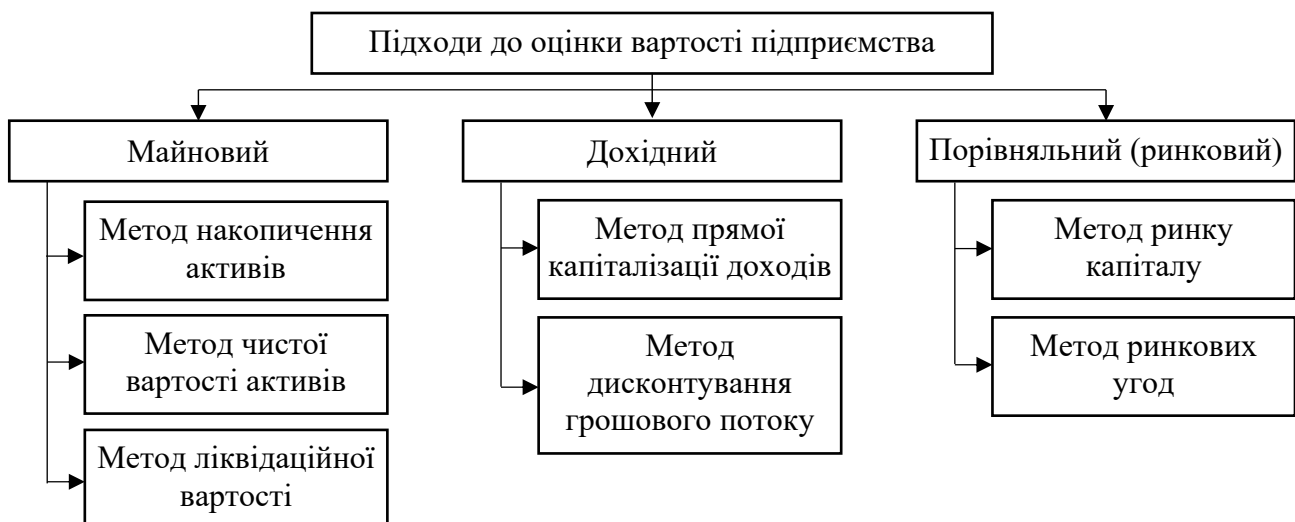 Підходи до оцінки вартості підприємства
Майновий
Метод накопичення
активів
Метод чистої
вартості активів
Метод ліквідаційної
вартості
Дохідний
Метод прямої
капіталізації доходів
Метод
дисконтування
грошового потоку
Порівняльний (ринковий)
Метод ринку
капіталу
Метод ринкових
угод